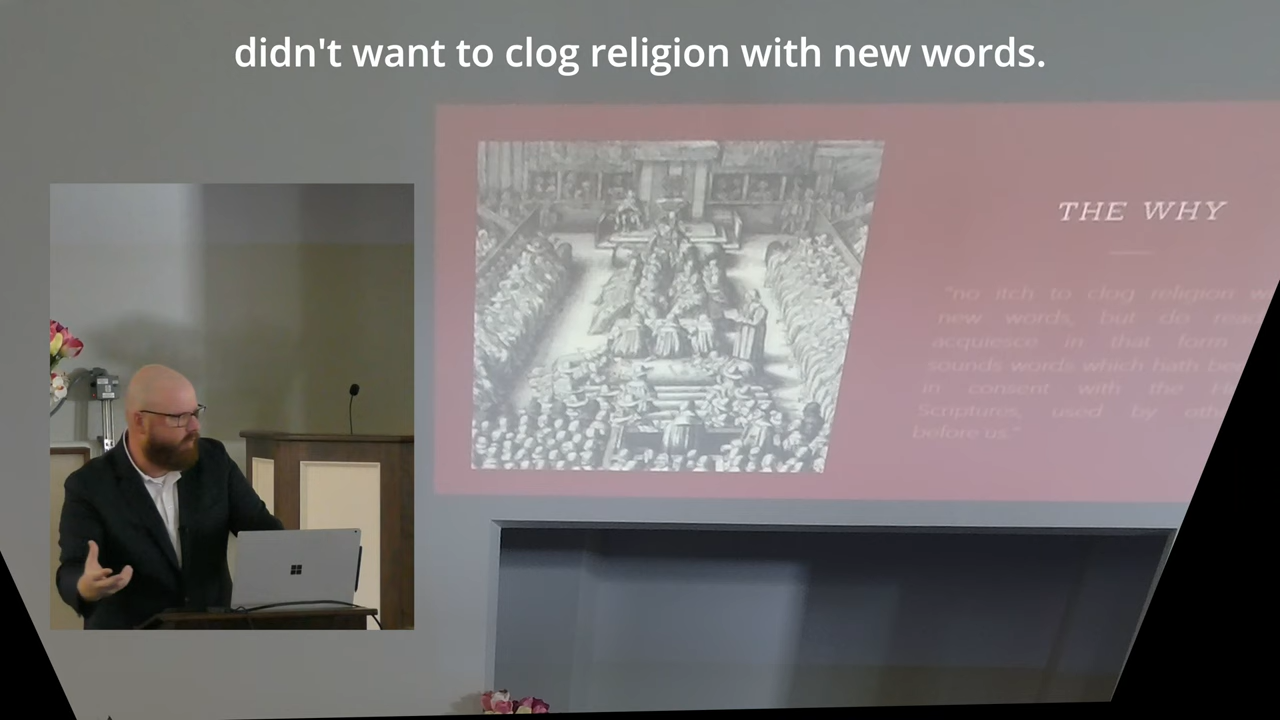 didn't want to clog religion with new words.
THE WHY
"no itch to clog religion
new words, but do
acquiesce in that form
sounds words which hath
in consent with the
Scriptures, used by
before us."